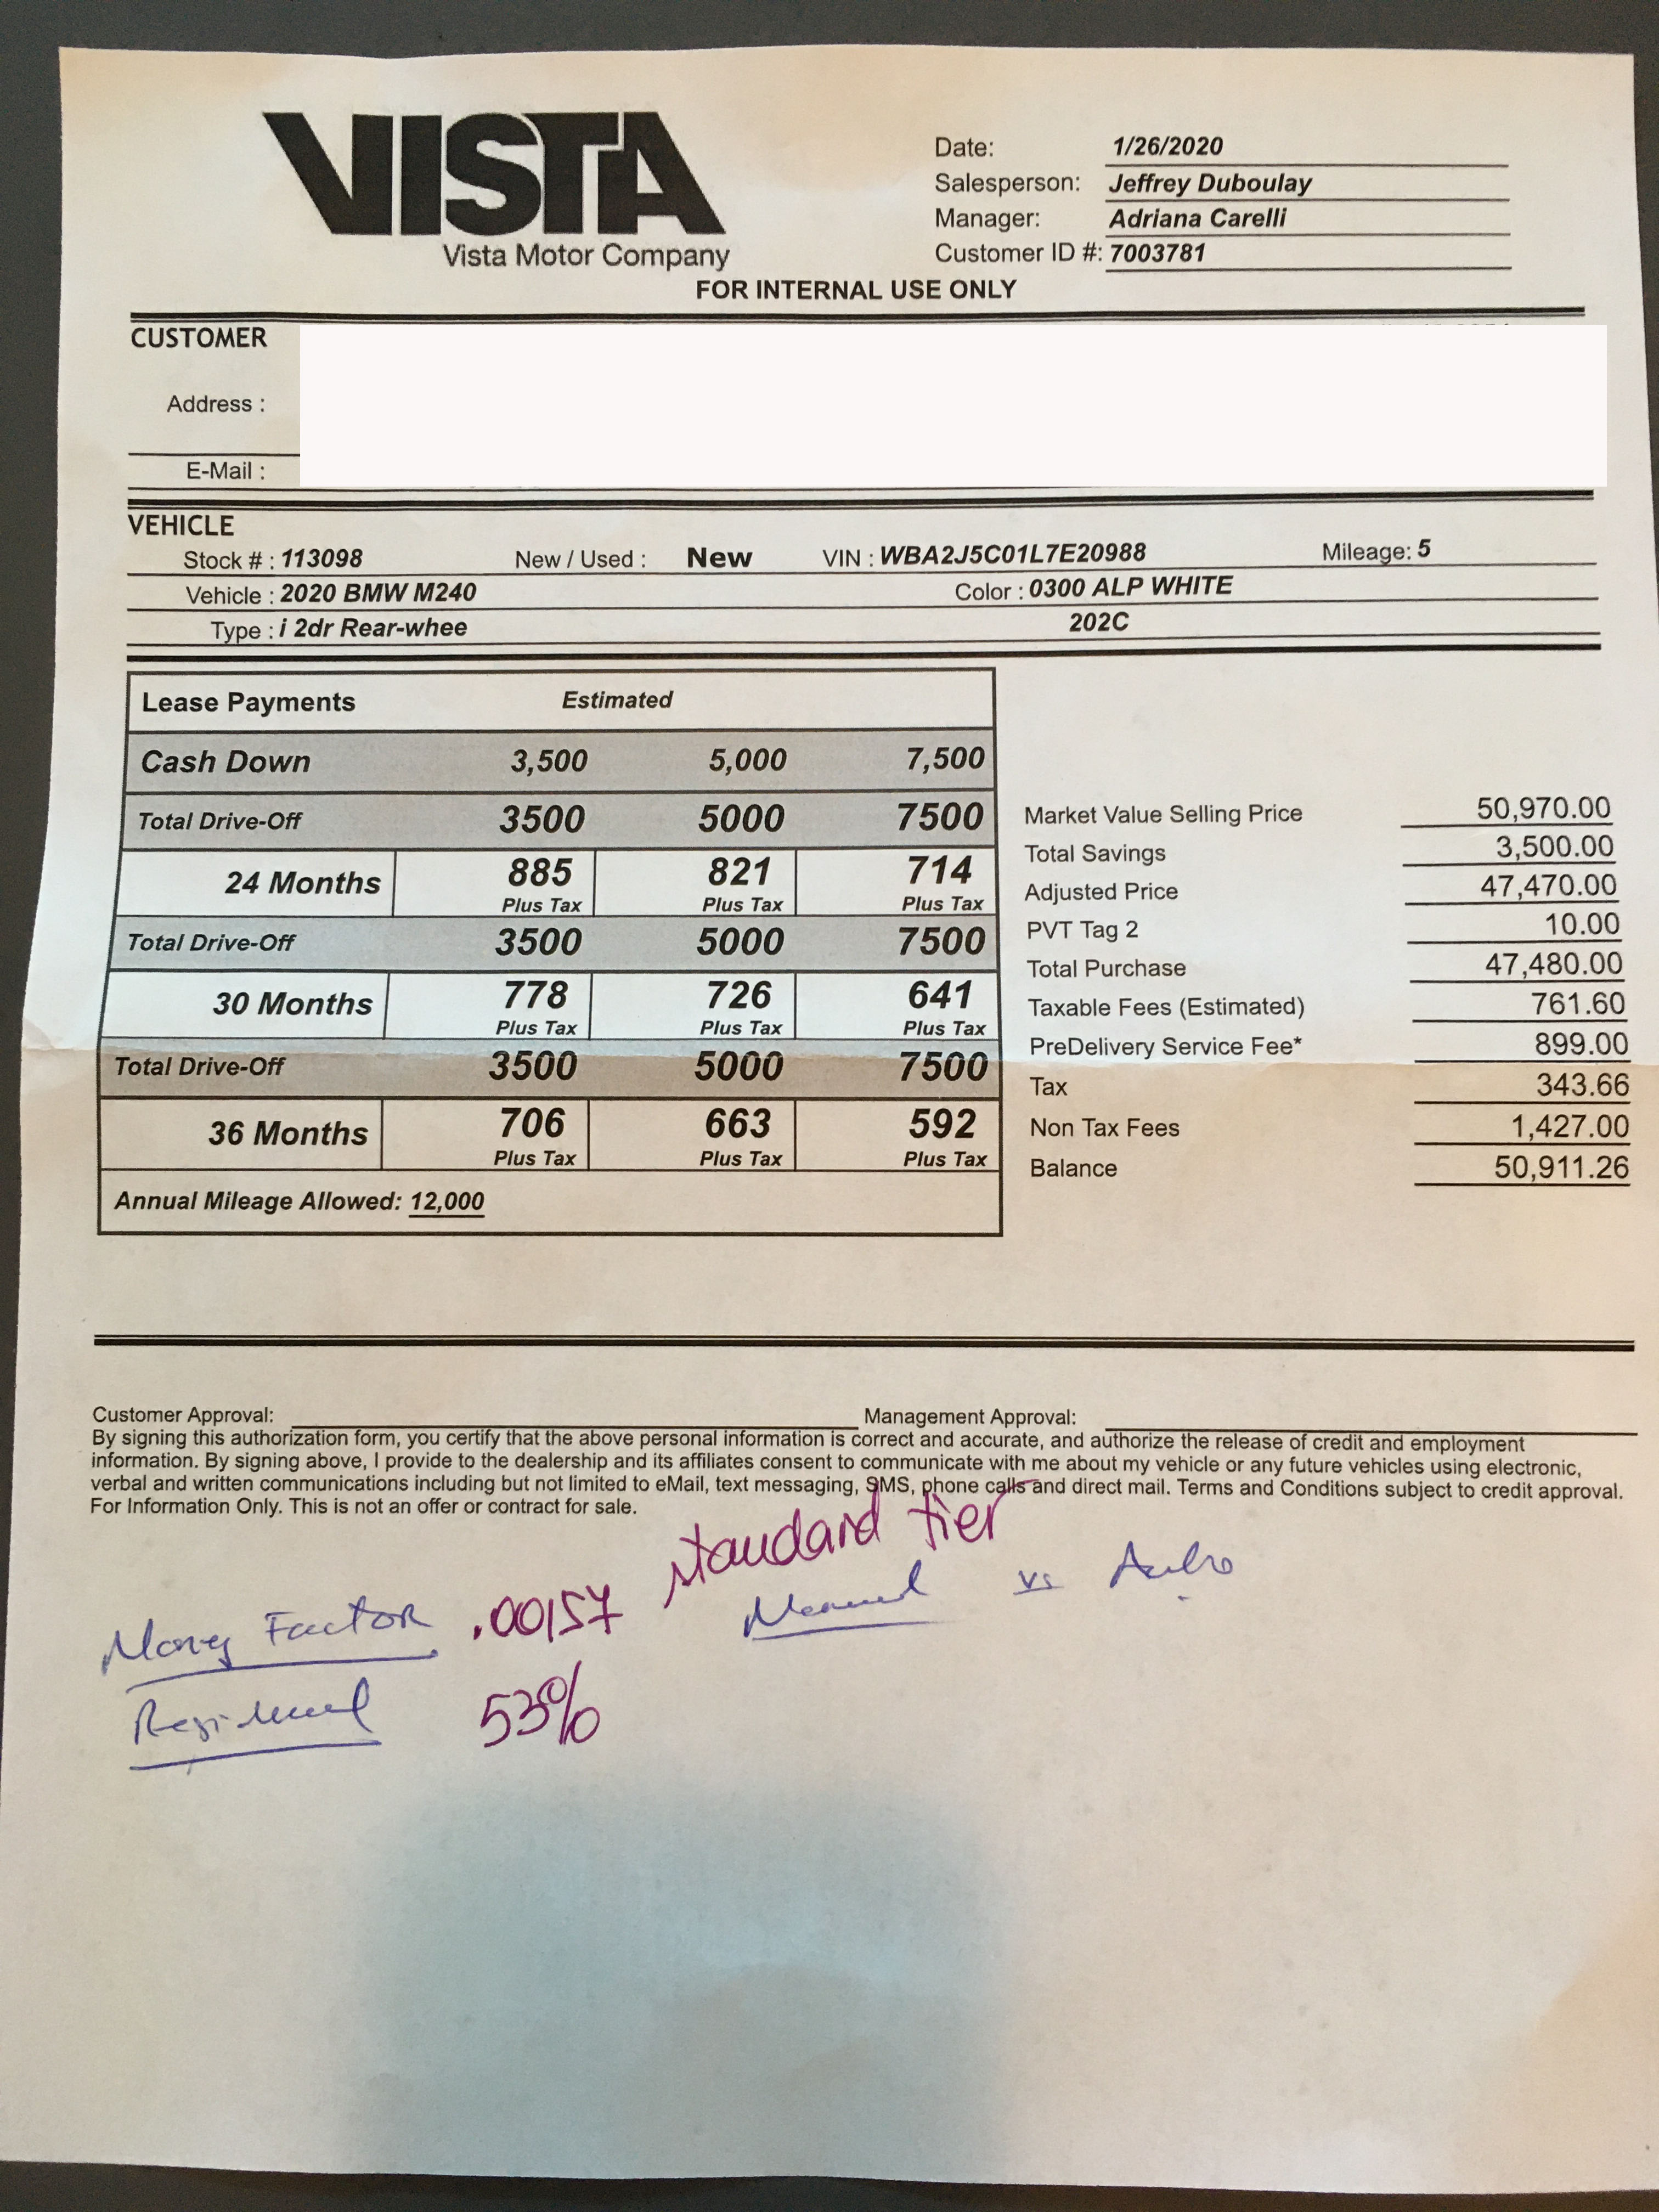 VISTA
Vista Motor Company
Date: 1/26/2020
Salesperson: Jeffrey Duboulay
Manager: Adriana Carelli
Customer ID #: 7003781
FOR INTERNAL USE ONLY
CUSTOMER
Address :
E-Mail :
VEHICLE
Stock # : 113098 New / Used : New VIN : WBA2J5C01L7E20988 Mileage: 5
Vehicle : 2020 BMW M240 Color : 0300 ALP WHITE
Type : i 2dr Rear-whee 202C
Lease Payments Estimated
Cash Down 3,500 5,000 7,500
Total Drive-Off 3500 5000 7500
24 Months 885 821 714
Plus Tax Plus Tax Plus Tax
Total Drive-Off 3500 5000 7500
30 Months 778 726 641
Plus Tax Plus Tax Plus Tax
Total Drive-Off 3500 5000 7500
36 Months 706 663 592
Plus Tax Plus Tax Plus Tax
Annual Mileage Allowed: 12,000
Market Value Selling Price 50,970.00
Total Savings 3,500.00
Adjusted Price 47,470.00
PVT Tag 2 10.00
Total Purchase 47,480.00
Taxable Fees (Estimated) 761.60
PreDelivery Service Fee* 899.00
Tax 343.66
Non Tax Fees 1,427.00
Balance 50,911.26
Customer Approval: Management Approval:
By signing this authorization form, you certify that the above personal information is correct and accurate, and authorize the release of credit and employment
information. By signing above, I provide to the dealership and its affiliates consent to communicate with me about my vehicle or any future vehicles using electronic,
verbal and written communications including but not limited to eMail, text messaging, SMS, phone calls and direct mail. Terms and Conditions subject to credit approval.
For Information Only. This is not an offer or contract for sale.
Money Factor .00157 standard tier
Manual vs Auto
Residual 53%